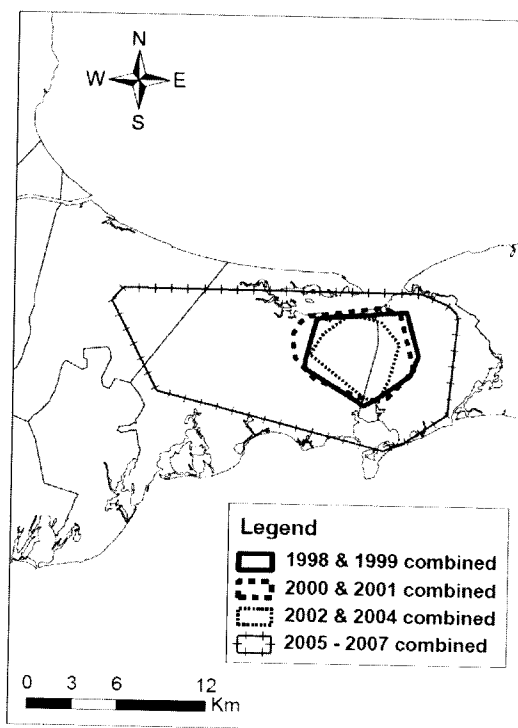 N
W E
S
Legend
1998 & 1999 combined
2000 & 2001 combined
2002 & 2004 combined
2005 - 2007 combined
0 3 6 12
Km